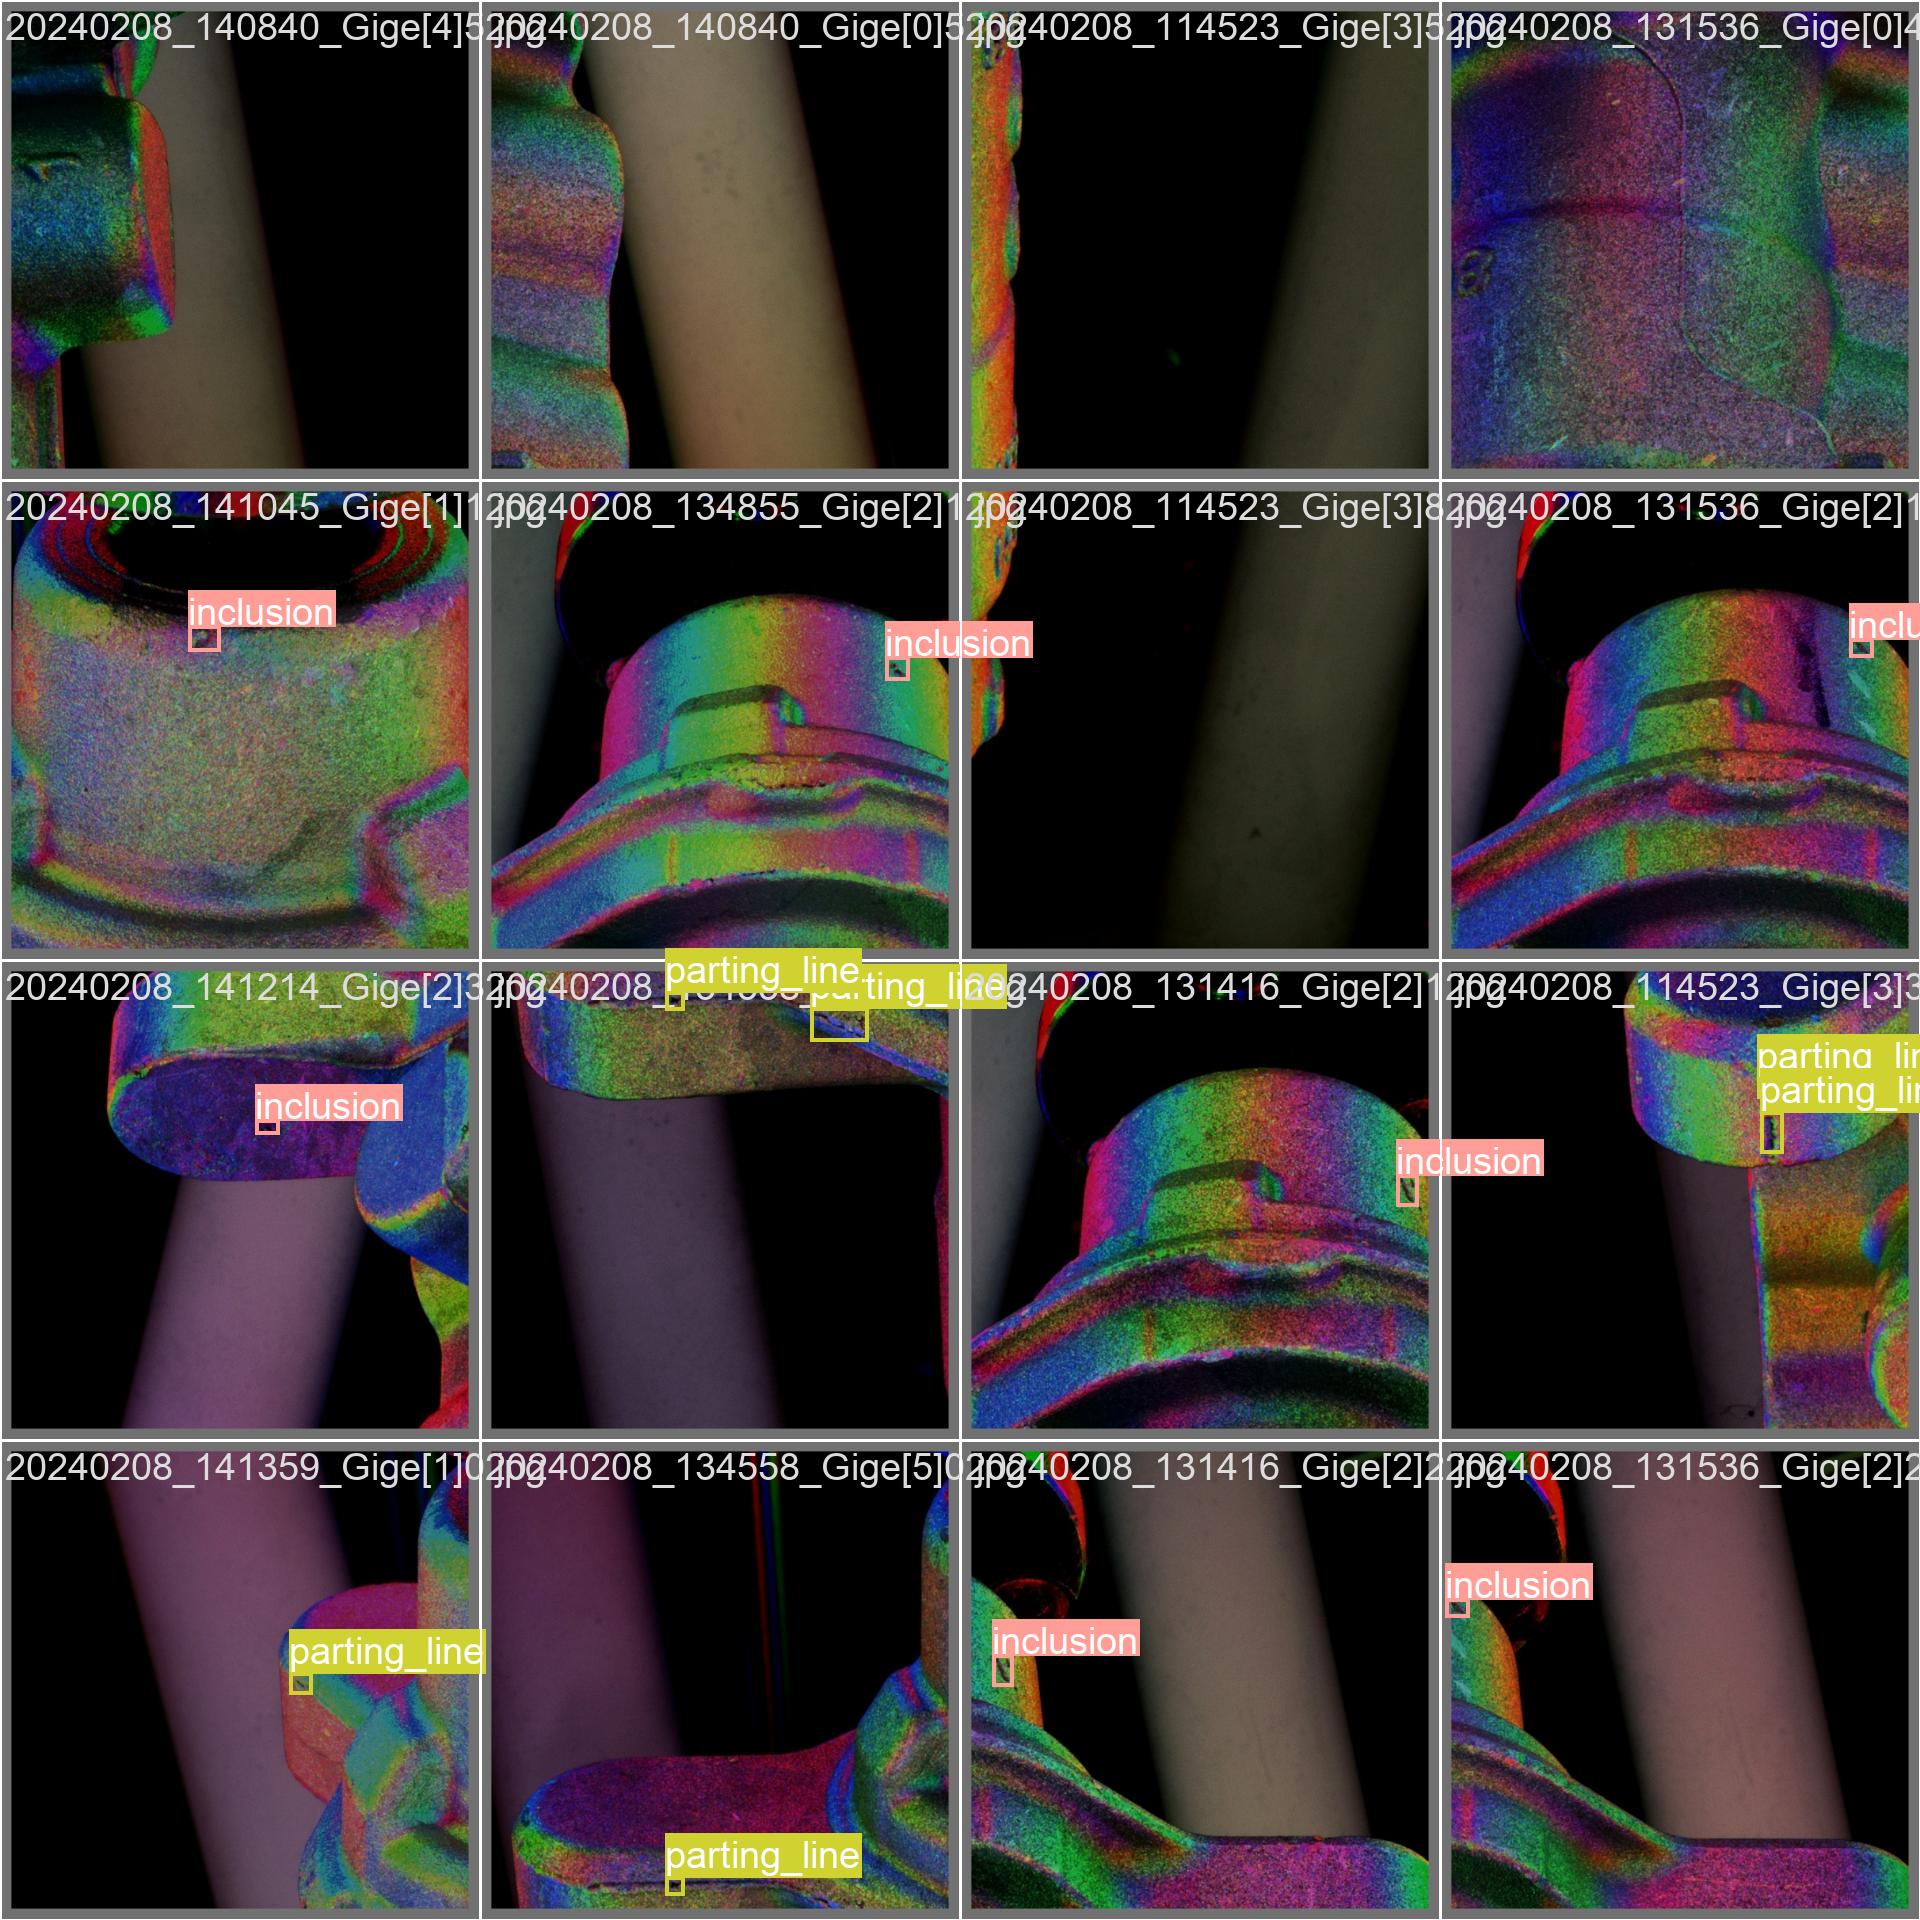 20240208_140840_Gige[4]5
20240208_140840_Gige[0]5
20240208_114523_Gige[3]5
20240208_131536_Gige[0]4
20240208_141045_Gige[1]1
20240208_134855_Gige[2]1
20240208_114523_Gige[3]8
20240208_131536_Gige[2]1
inclusion
inclusion
inclu
20240208_141214_Gige[2]3
parting_line
parting_line
20240208_131416_Gige[2]1
20240208_114523_Gige[3]3
inclusion
inclusion
parting_lin
parting_lin
20240208_141359_Gige[1]0
20240208_134558_Gige[5]0
20240208_131416_Gige[2]2
20240208_131536_Gige[2]2
parting_line
parting_line
inclusion
inclusion